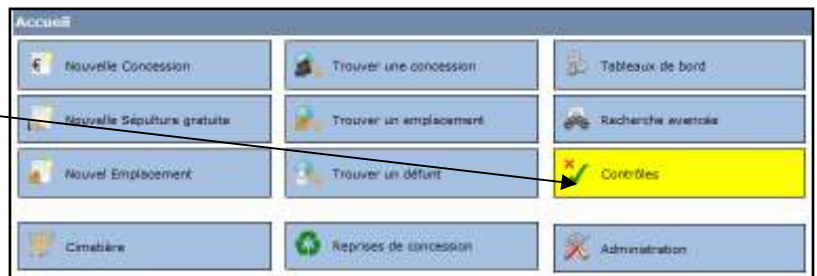 Accueil
Nouvelle Concession
Trouver une concession
Tableaux de bord
Nouvelle Sépulture gratuite
Trouver un emplacement
Recherche avancée
Nouvel Emplacement
Trouver un défunt
Contrôles
Cimetière
Reprises de concession
Administration